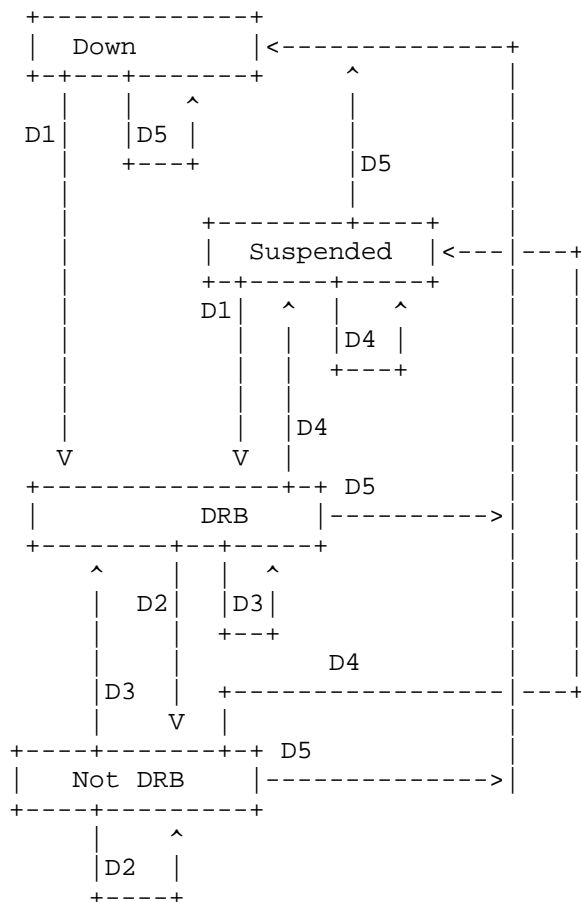 Down
D1 D5
D5
Suspended
D1
D4
D4
D5
DRB
D2 D3
D4
D3
D5
Not DRB
D2